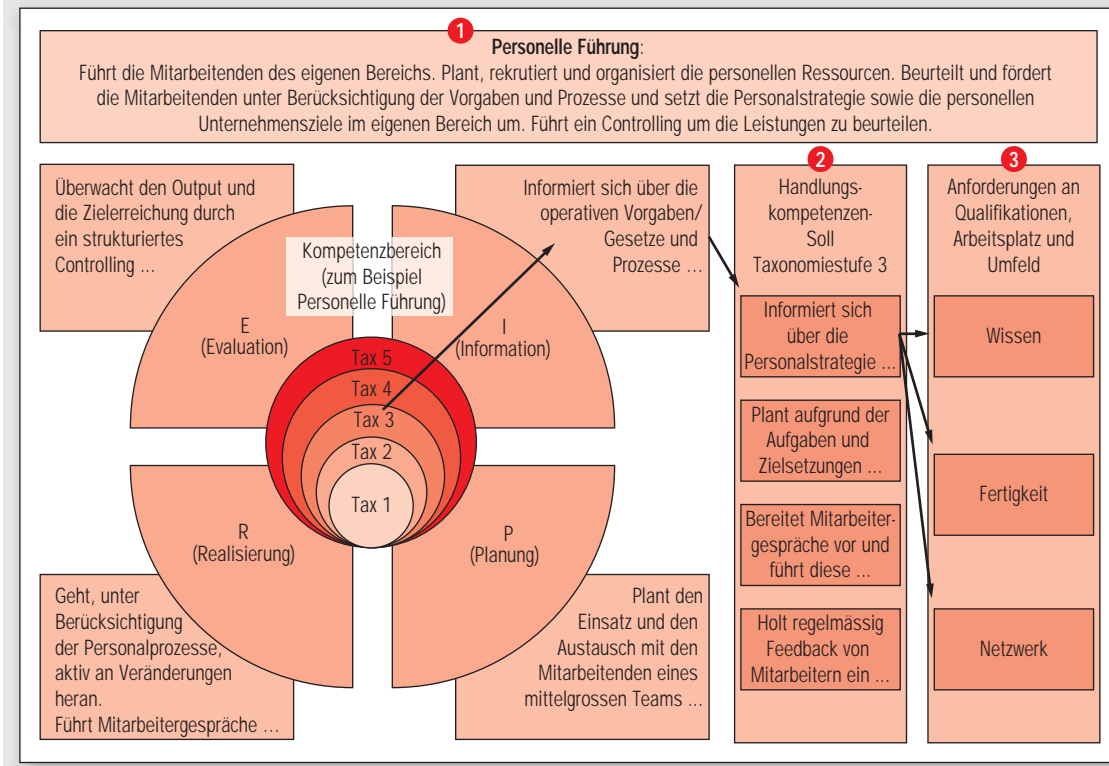 1
Personelle Führung:
Führt die Mitarbeitenden des eigenen Bereichs. Plant, rekrutiert und organisiert die personellen Ressourcen. Beurteilt und fördert
die Mitarbeitenden unter Berücksichtigung der Vorgaben und Prozesse und setzt die Personalstrategie sowie die personellen
Unternehmensziele im eigenen Bereich um. Führt ein Controlling um die Leistungen zu beurteilen.
Überwacht den Output und
die Zielerreichung durch
ein strukturiertes
Controlling ...
Informiert sich über die
operativen Vorgaben/
Gesetze und
Prozesse ...
Kompetenzbereich
(zum Beispiel
Personelle Führung)
E
(Evaluation)
I
(Information)
Tax 5
Tax 4
Tax 3
Tax 2
Tax 1
R
(Realisierung)
P
(Planung)
Geht, unter
Berücksichtigung
der Personalprozesse,
aktiv an Veränderungen
heran.
Führt Mitarbeitergespräche ...
Plant den
Einsatz und den
Austausch mit den
Mitarbeitenden eines
mittelgrossen Teams ...
2
Handlungs-
kompetenzen-
Soll
Taxonomiestufe 3
Informiert sich
über die
Personalstrategie ...
Plant aufgrund der
Aufgaben und
Zielsetzungen ...
Bereitet Mitarbeiter-
gespräche vor und
führt diese ...
Holt regelmässig
Feedback von
Mitarbeitern ein ...
3
Anforderungen an
Qualifikationen,
Arbeitsplatz und
Umfeld
Wissen
Fertigkeit
Netzwerk